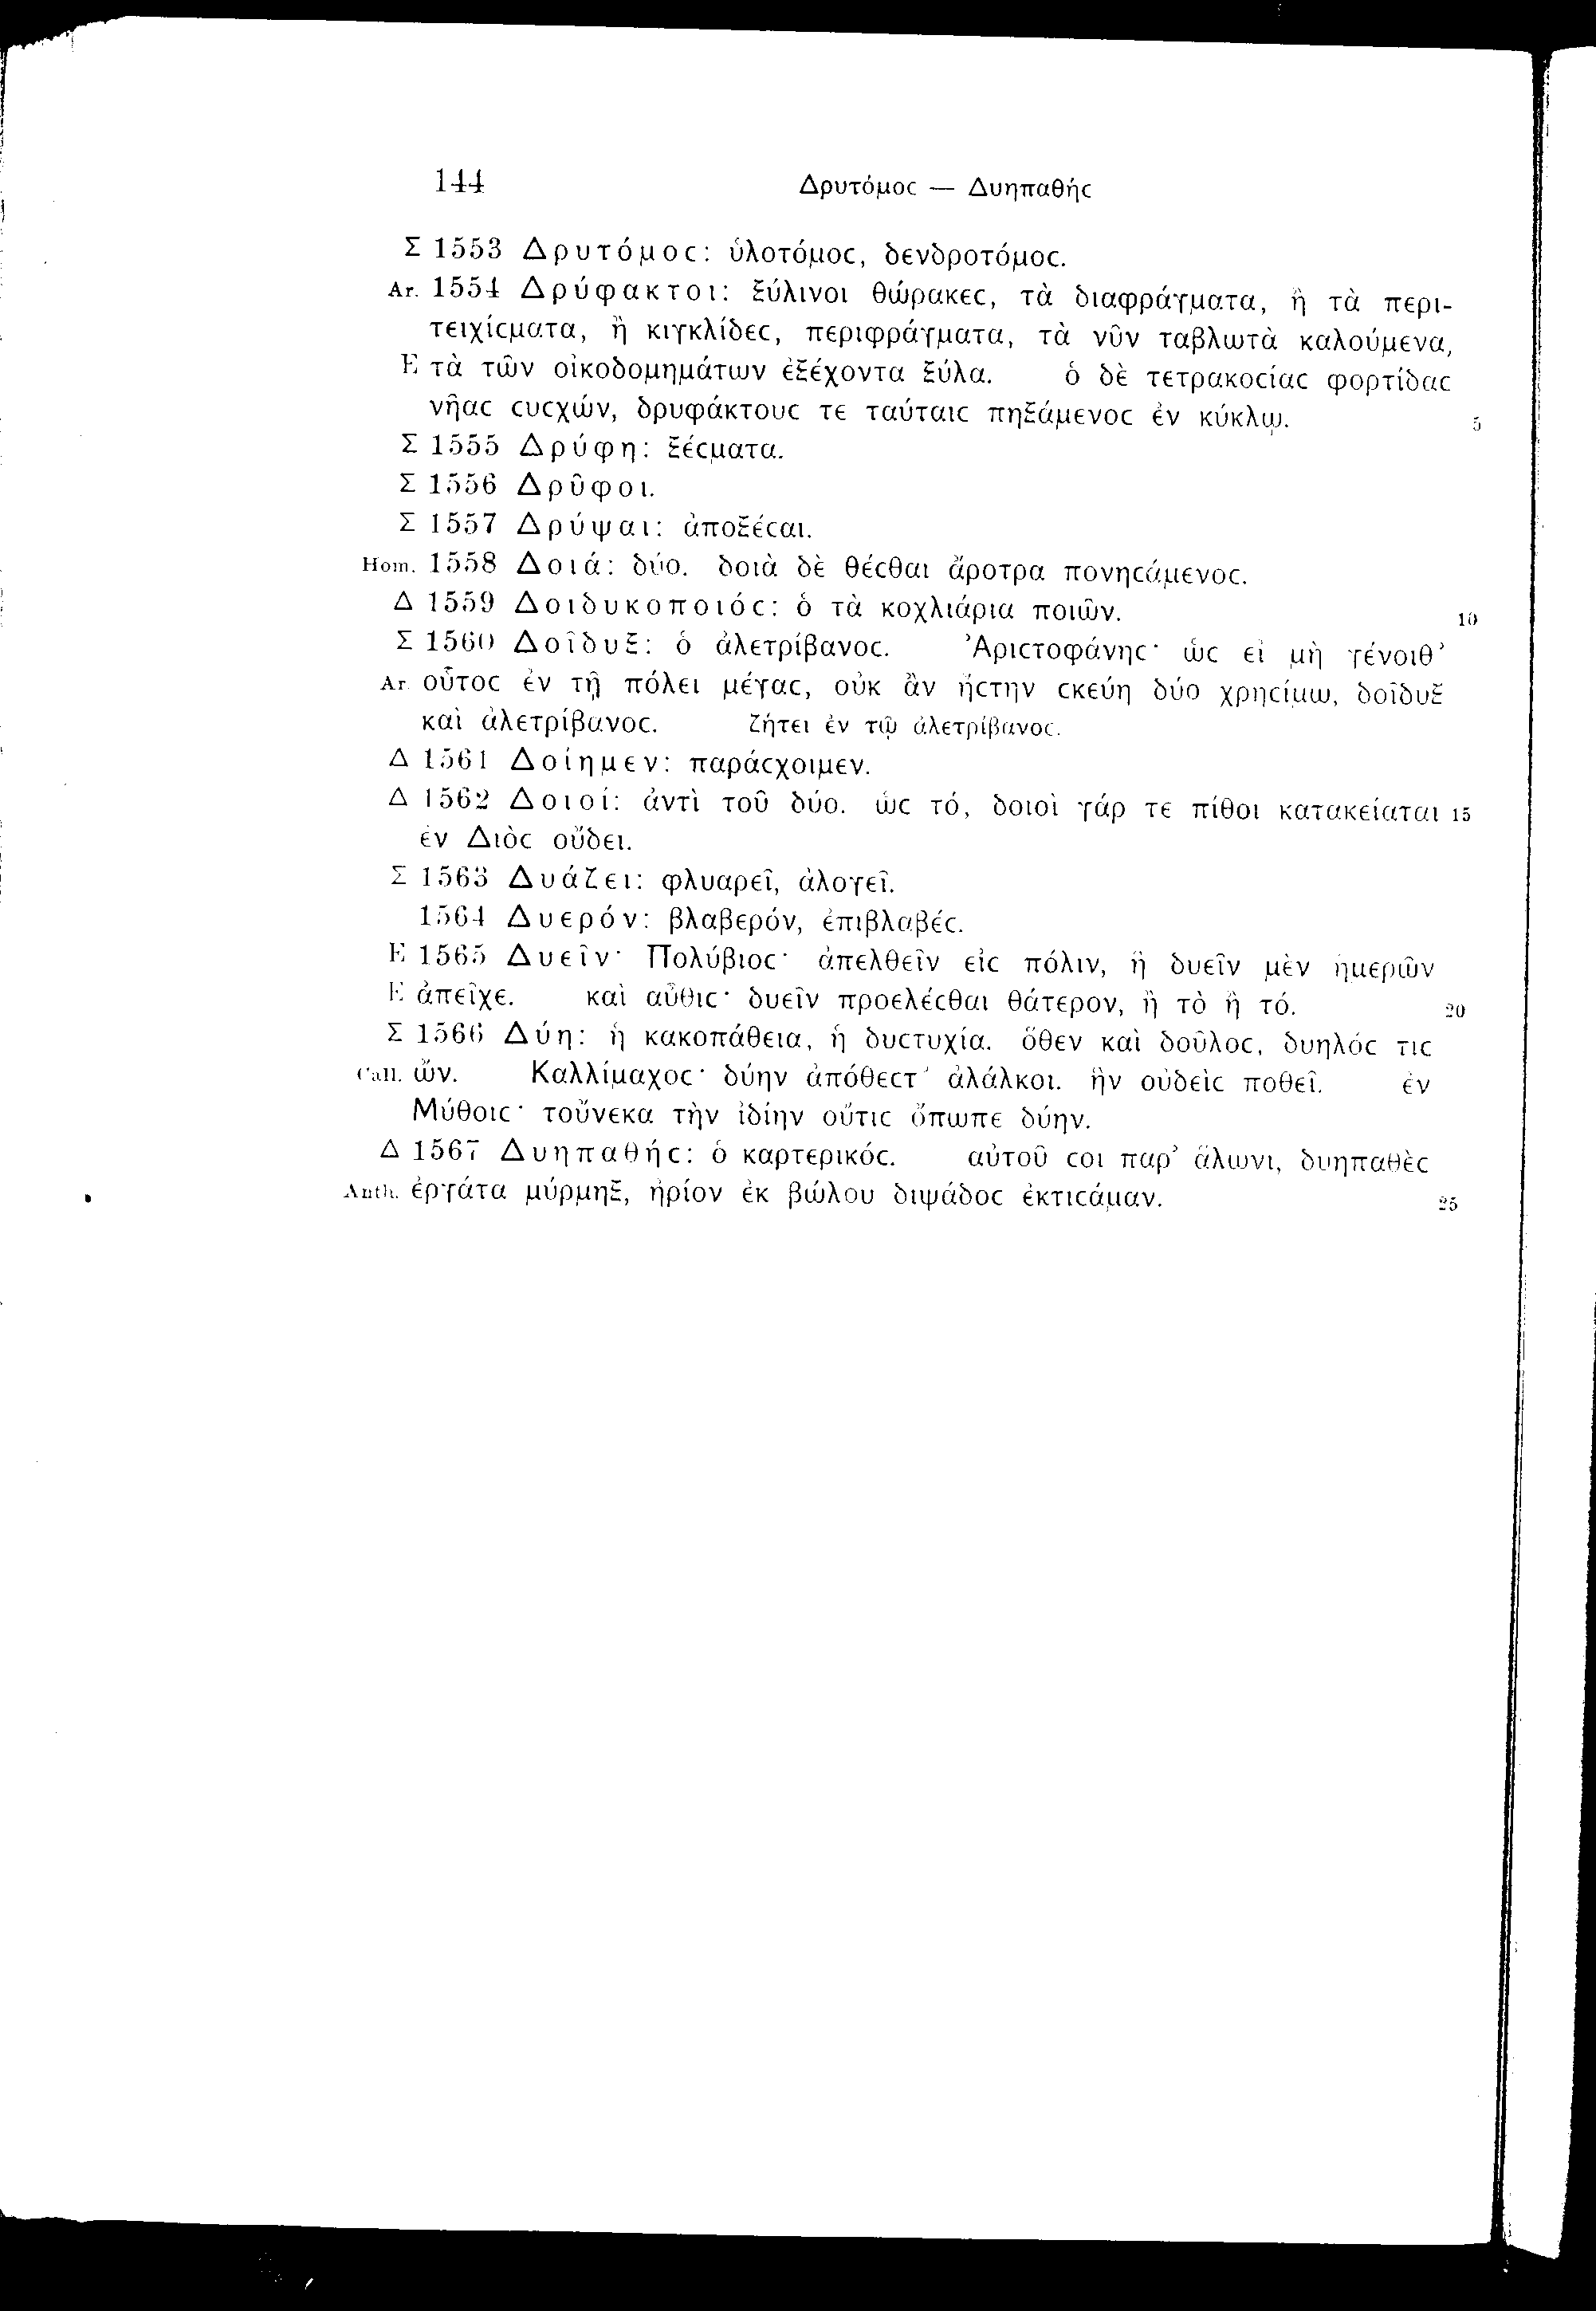 144 Δρυτόμοϲ — Δυηπαθήϲ
Σ 1553 Δρυτόμοϲ: ὑλοτόμοϲ, δενδροτόμοϲ.
Ar. 1554 Δρύφακτοι: ξύλινοι θώρακεϲ, τὰ διαφράγματα, ἢ τὰ περι-
τειχίϲματα, ἢ κιγκλίδεϲ, περιφράγματα, τὰ νῦν ταβλωτὰ καλούμενα,
E τὰ τῶν οἰκοδομημάτων ἐξέχοντα ξύλα. ὁ δὲ τετρακοϲίαϲ φορτίδαϲ
νῆαϲ ϲυϲχών, δρυφάκτουϲ τε ταύταιϲ πηξάμενοϲ ἐν κύκλῳ. 5
Σ 1555 Δρύφη: ξέϲματα.
Σ 1556 Δρῦφοι.
Σ 1557 Δρύψαι: ἀποξέϲαι.
Hom. 1558 Δοιά: δύο. δοιὰ δὲ θέϲθαι ἄροτρα πονηϲάμενοϲ.
Δ 1559 Δοιδυκοποιόϲ: ὁ τὰ κοχλιάρια ποιῶν. 10
Σ 1560 Δοῖδυξ: ὁ ἀλετρίβανοϲ. Ἀριϲτοφάνηϲ· ὡϲ εἰ μὴ γένοιθ’
Ar. οὗτοϲ ἐν τῇ πόλει μέγαϲ, οὐκ ἂν ἤϲτην ϲκεύη δύο χρηϲίμω, δοῖδυξ
καὶ ἀλετρίβανοϲ. ζήτει ἐν τῷ ἀλετρίβανοϲ.
Δ 1561 Δοίημεν: παράϲχοιμεν.
Δ 1562 Δοιοί: ἀντὶ τοῦ δύο. ὡϲ τό, δοιοὶ γάρ τε πίθοι κατακείαται 15
ἐν Διὸϲ οὔδει.
Σ 1563 Δυάζει: φλυαρεῖ, ἀλογεῖ.
1564 Δυερόν: βλαβερόν, ἐπιβλαβέϲ.
E 1565 Δυεῖν· Πολύβιοϲ· ἀπελθεῖν εἰϲ πόλιν, ἣ δυεῖν μὲν ἡμερῶν
E ἀπεῖχε. καὶ αὖθιϲ· δυεῖν προελέϲθαι θάτερον, ἢ τὸ ἢ τό. 20
Σ 1566 Δύη: ἡ κακοπάθεια, ἡ δυϲτυχία. ὅθεν καὶ δοῦλοϲ, δυηλόϲ τιϲ
Call. ὤν. Καλλίμαχοϲ· δύην ἀπόθεϲτ’ ἀλάλκοι. ἣν οὐδεὶϲ ποθεῖ. ἐν
Μύθοιϲ· τοὔνεκα τὴν ἰδίην οὔτιϲ ὄπωπε δύην.
Δ 1567 Δυηπαθήϲ: ὁ καρτερικόϲ. αὐτοῦ ϲοι παρ’ ἅλωνι, δυηπαθὲϲ
Anth. ἐργάτα μύρμηξ, ἠρίον ἐκ βώλου διψάδοϲ ἐκτιϲάμαν. 25